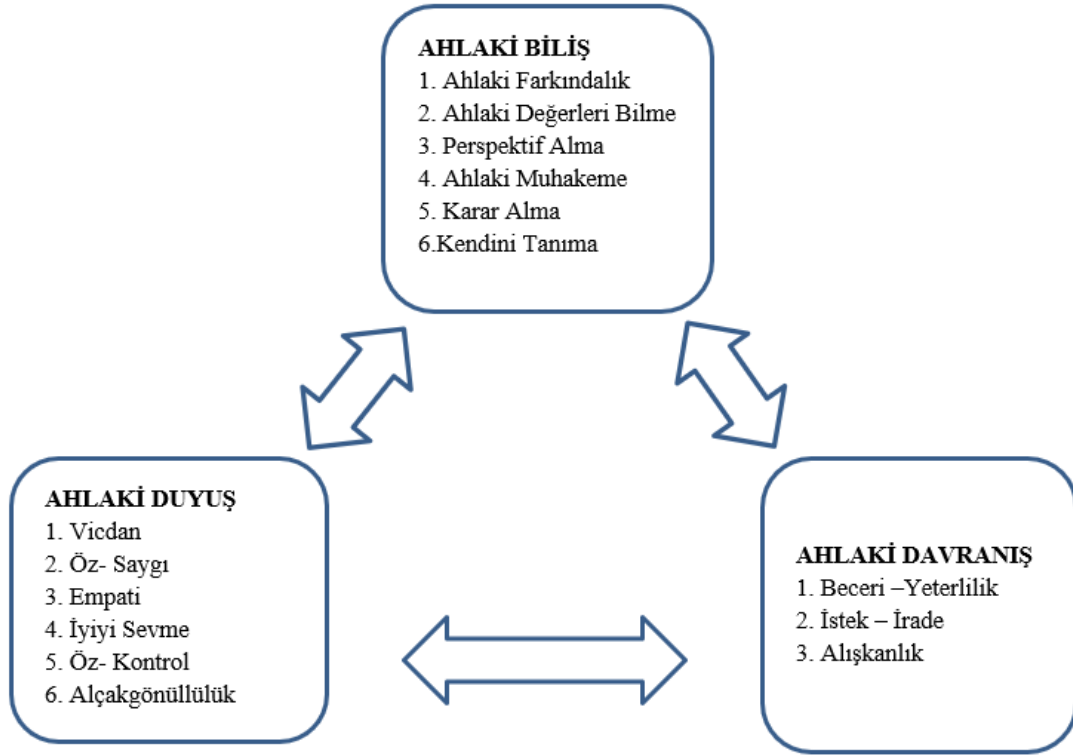 AHLAKİ BİLİŞ
1. Ahlaki Farkındalık
2. Ahlaki Değerleri Bilme
3. Perspektif Alma
4. Ahlaki Muhakeme
5. Karar Alma
6.Kendini Tanıma
AHLAKİ DUYUŞ
1. Vicdan
2. Öz- Saygı
3. Empati
4. İyiyi Sevme
5. Öz- Kontrol
6. Alçakgönüllülük
AHLAKİ DAVRANIŞ
1. Beceri –Yeterlilik
2. İstek – İrade
3. Alışkanlık